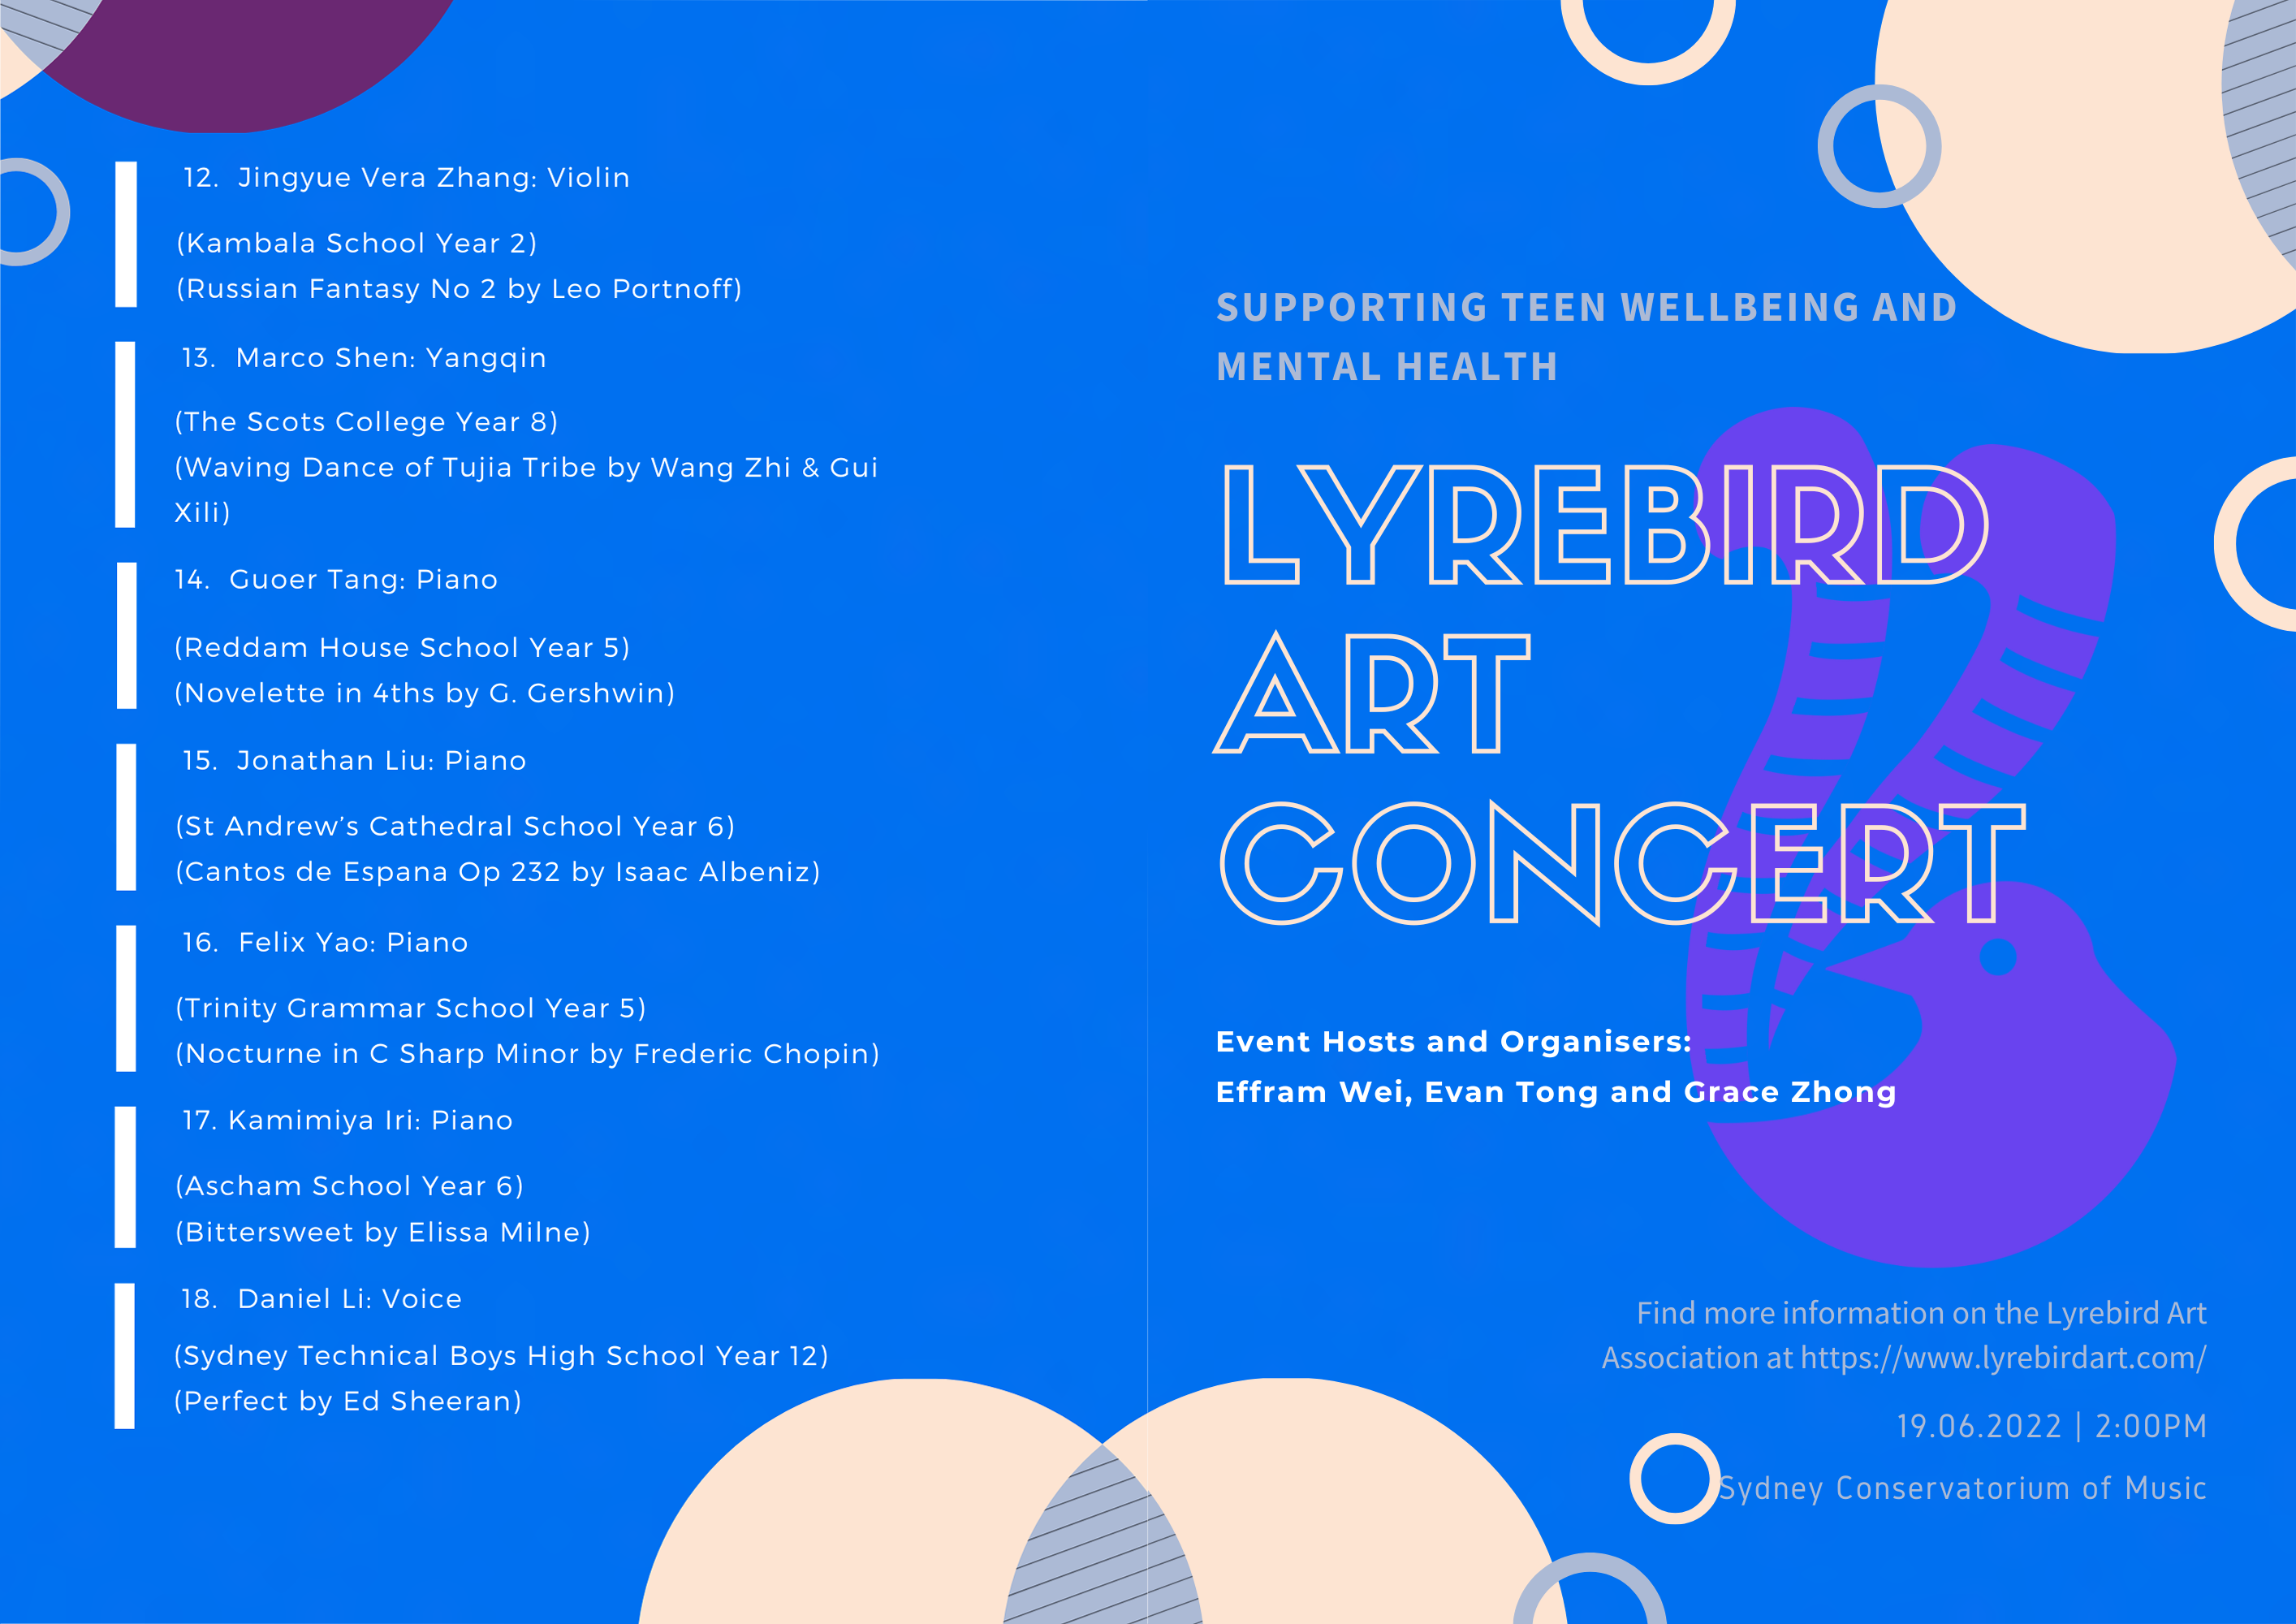 12. Jingyue Vera Zhang: Violin
(Kambala School Year 2)
(Russian Fantasy No 2 by Leo Portnoff)
13. Marco Shen: Yangqin
(The Scots College Year 8)
(Waving Dance of Tujia Tribe by Wang Zhi & Gui
Xili)
14. Guoer Tang: Piano
(Reddam House School Year 5)
(Novelette in 4ths by G. Gershwin)
15. Jonathan Liu: Piano
(St Andrew’s Cathedral School Year 6)
(Cantos de Espana Op 232 by Isaac Albeniz)
16. Felix Yao: Piano
(Trinity Grammar School Year 5)
(Nocturne in C Sharp Minor by Frederic Chopin)
17. Kamimiya Iri: Piano
(Ascham School Year 6)
(Bittersweet by Elissa Milne)
18. Daniel Li: Voice
(Sydney Technical Boys High School Year 12)
(Perfect by Ed Sheeran)
SUPPORTING TEEN WELLBEING AND
MENTAL HEALTH
LYREBIRD
ART
CONCERT
Event Hosts and Organisers:
Effram Wei, Evan Tong and Grace Zhong
Find more information on the Lyrebird Art
Association at https://www.lyrebirdart.com/
19.06.2022 | 2:00PM
Sydney Conservatorium of Music